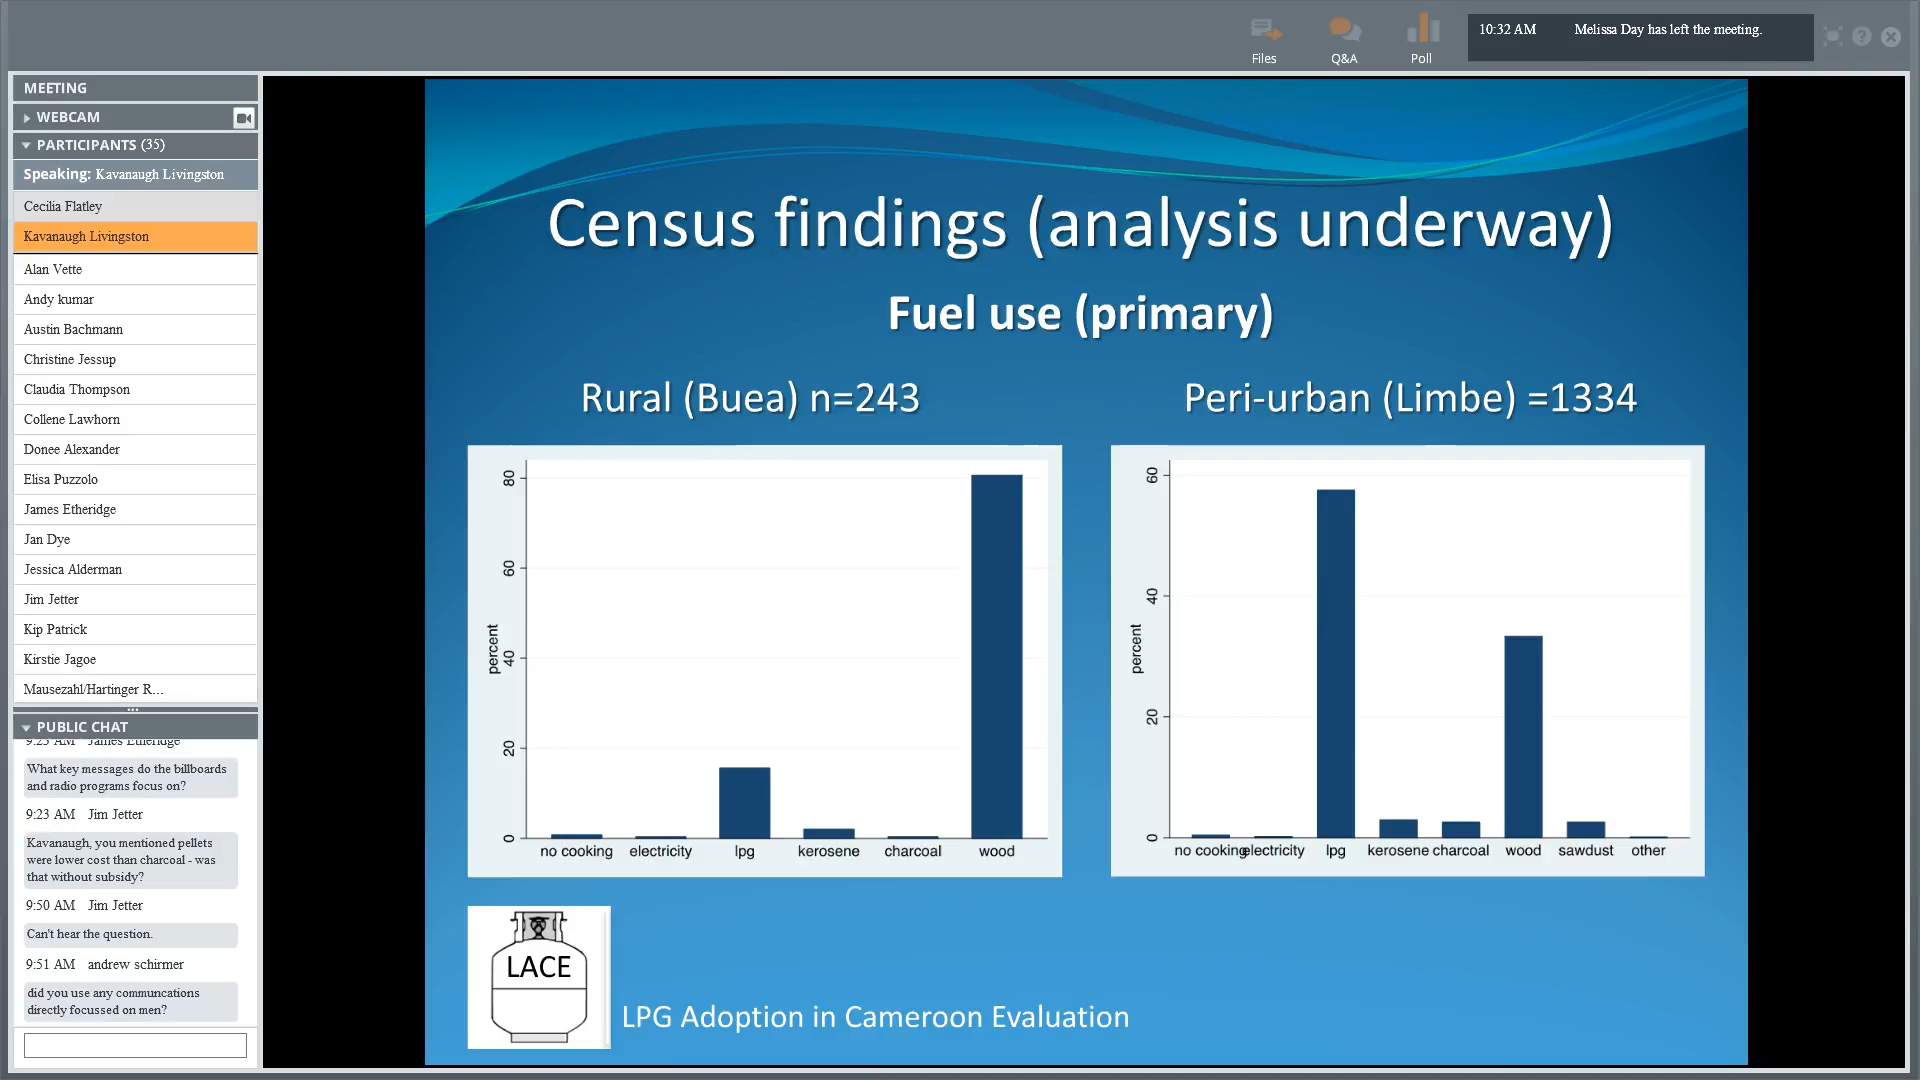 Files
Q&A
Poll
10:32 AM Melissa Day has left the meeting.
MEETING
WEBCAM
PARTICIPANTS (35)
Speaking: Kavanaugh Livingston
Cecilia Flatley
Kavanaugh Livingston
Alan Vette
Andy kumar
Austin Bachmann
Christine Jessup
Claudia Thompson
Collene Lawhorn
Donee Alexander
Elisa Puzzolo
James Etheridge
Jan Dye
Jessica Alderman
Jim Jetter
Kip Patrick
Kirstie Jagoe
Mausezahl/Hartinger R...
PUBLIC CHAT
9:23 AM James Etheridge
What key messages do the billboards
and radio programs focus on?
9:23 AM Jim Jetter
Kavanaugh, you mentioned pellets
were lower cost than charcoal - was
that without subsidy?
9:50 AM Jim Jetter
Can't hear the question.
9:51 AM andrew schirmer
did you use any communcations
directly focussed on men?
Census findings (analysis underway)
Fuel use (primary)
Rural (Buea) n=243
80
60
40
20
0
percent
no cooking electricity lpg kerosene charcoal wood
Peri-urban (Limbe) =1334
60
40
20
0
percent
no cooking electricity lpg kerosene charcoal wood sawdust other
LACE
LPG Adoption in Cameroon Evaluation